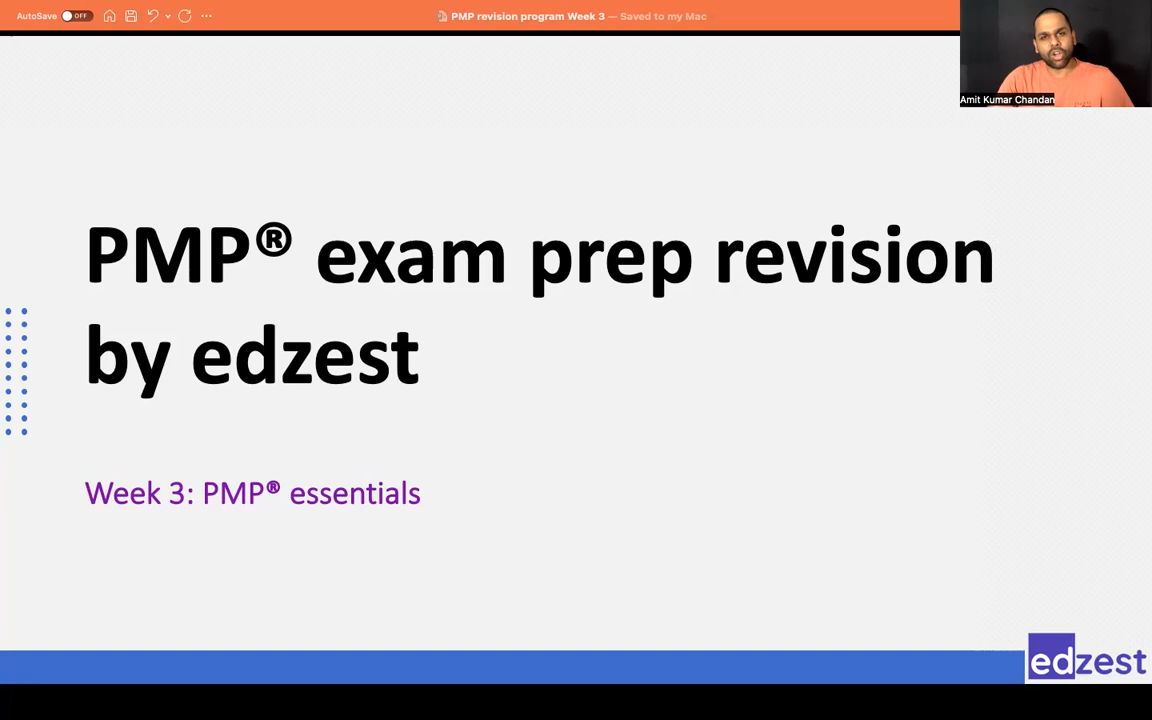 AutoSave OFF
PMP revision program Week 3 — Saved to my Mac
Amit Kumar Chandan
PMP® exam prep revision
by edzest
Week 3: PMP® essentials
edzest